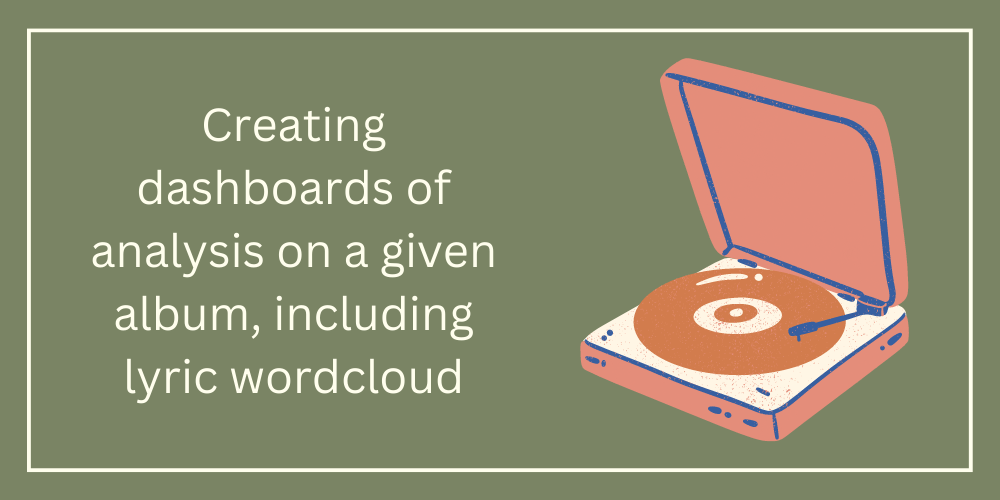 Creating
dashboards of
analysis on a given
album, including
lyric wordcloud